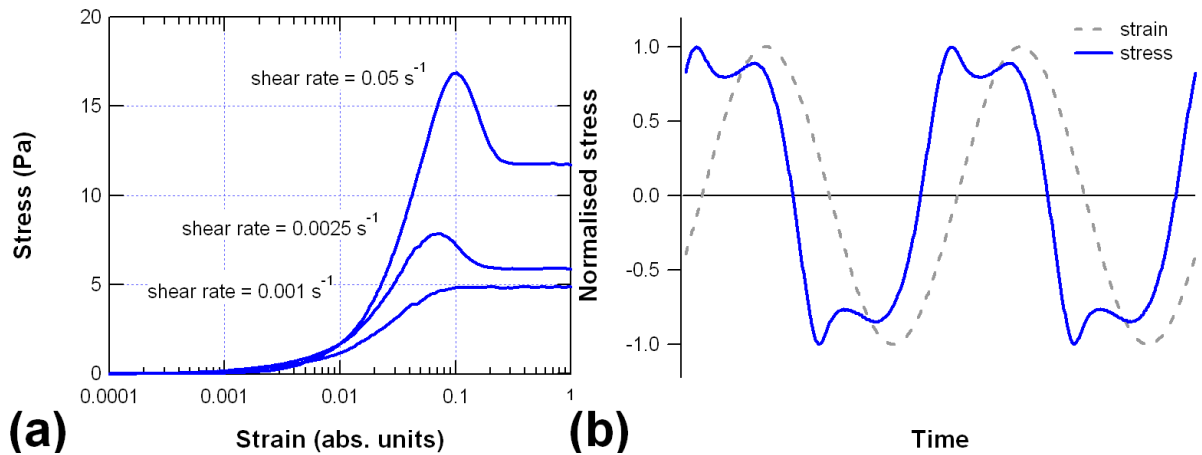 20
15
10
5
0
Stress (Pa)
shear rate = 0.05 s-1
shear rate = 0.0025 s-1
shear rate = 0.001 s-1
0.0001
0.001
0.01
0.1
1
Strain (abs. units)
(a)
strain
stress
1.0
0.5
0.0
-0.5
-1.0
Normalised stress
Time
(b)